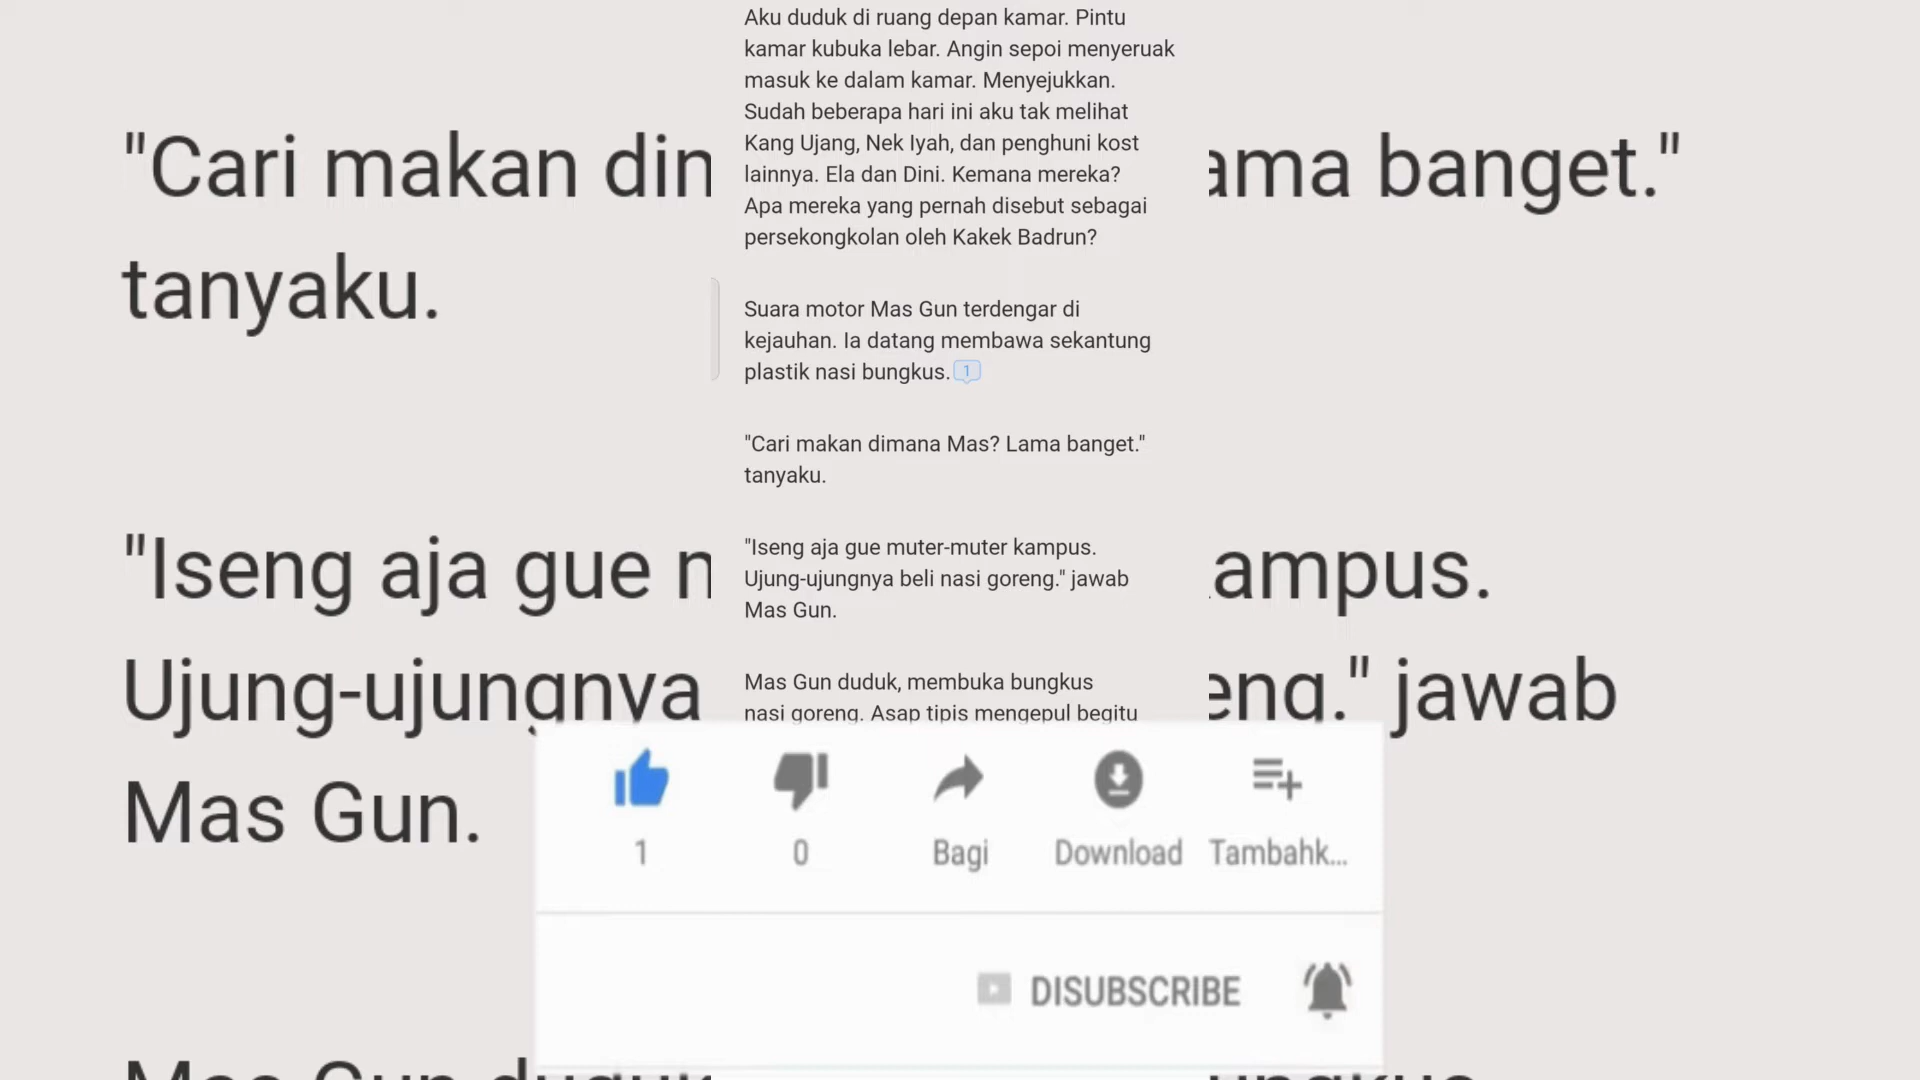 Aku duduk di ruang depan kamar. Pintu
kamar kubuka lebar. Angin sepoi menyeruak
masuk ke dalam kamar. Menyejukkan.
Sudah beberapa hari ini aku tak melihat
Kang Ujang, Nek Iyah, dan penghuni kost
lainnya. Ela dan Dini. Kemana mereka?
Apa mereka yang pernah disebut sebagai
persekongkolan oleh Kakek Badrun?
Suara motor Mas Gun terdengar di
kejauhan. Ia datang membawa sekantung
plastik nasi bungkus. 1
"Cari makan dimana Mas? Lama banget."
tanyaku.
"Iseng aja gue muter-muter kampus.
Ujung-ujungnya beli nasi goreng." jawab
Mas Gun.
Mas Gun duduk, membuka bungkus
nasi goreng. Asap tipis mengepul begitu
"Cari makan din
ama banget."
tanyaku.
"Iseng aja gue
ampus.
Ujung-ujungnya
eng." jawab
Mas Gun.
1
0
Bagi
Download
Tambahk...
DISUBSCRIBE